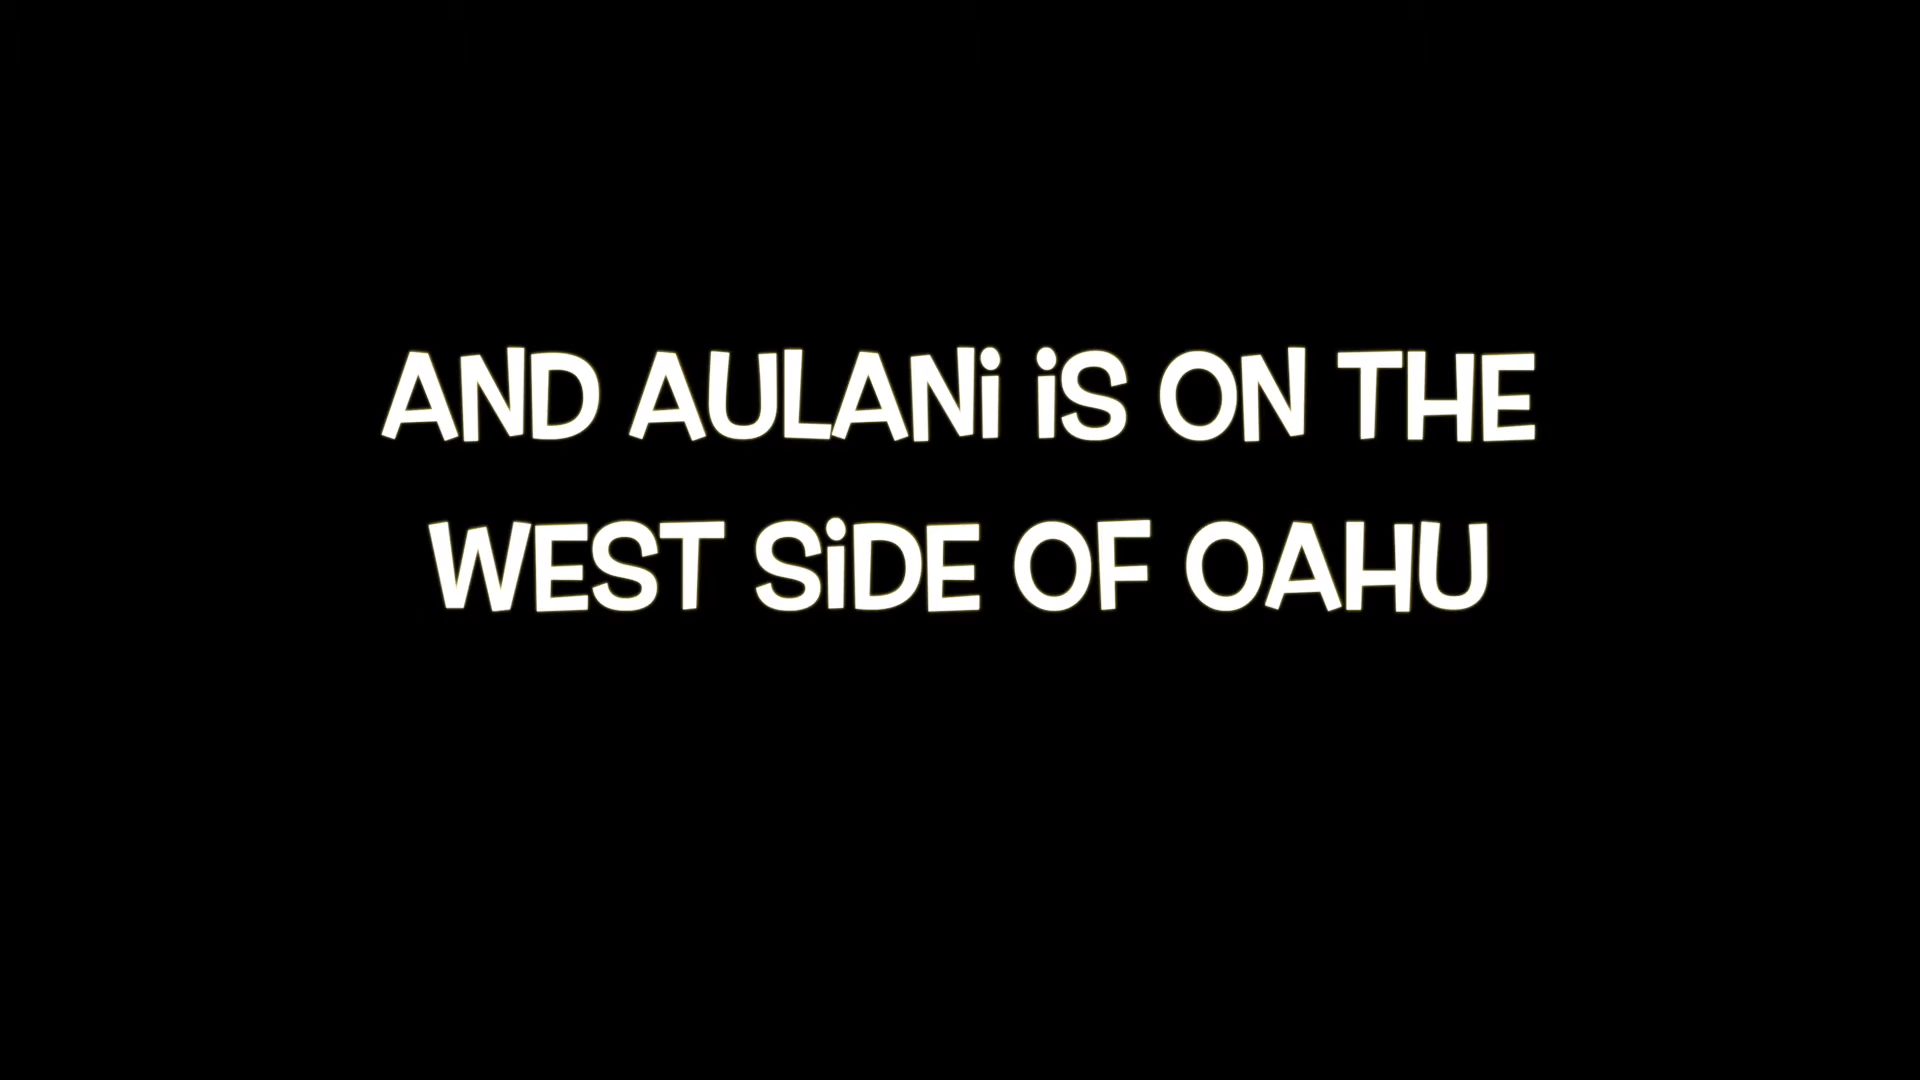 AND AULANi iS ON THE
WEST SiDE OF OAHU